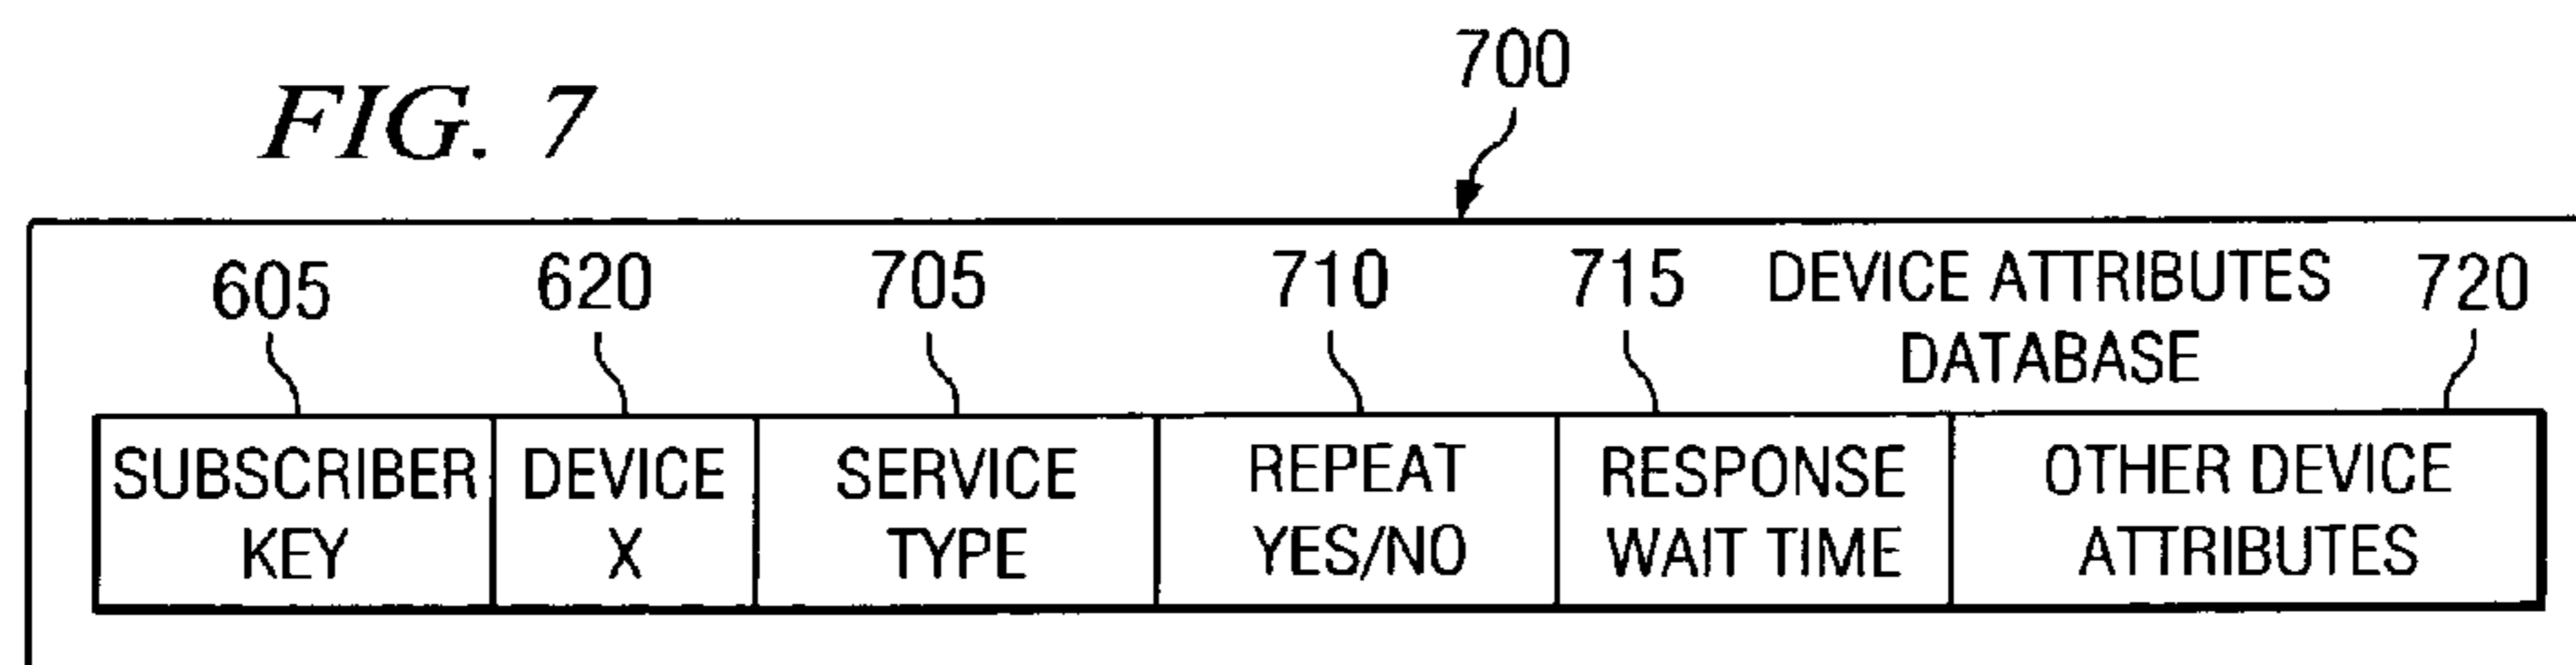 FIG. 7
700
605 620 705 710 715 DEVICE ATTRIBUTES 720
DATABASE
SUBSCRIBER DEVICE SERVICE REPEAT RESPONSE OTHER DEVICE
KEY X TYPE YES/NO WAIT TIME ATTRIBUTES